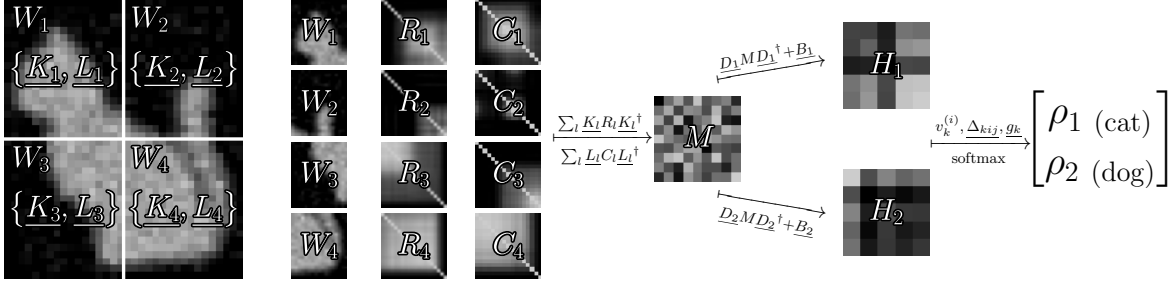 W₁ W₂
{K₁, L₁} {K₂, L₂}
W₃ W₄
{K₃, L₃} {K₄, L₄}
W₁ R₁ C₁
W₂ R₂ C₂
W₃ R₃ C₃
W₄ R₄ C₄
∑ₗ KₗRₗKₗ†
∑ₗ LₗCₗLₗ†
M
D₁MD₁†+B₁
D₂MD₂†+B₂
H₁
H₂
vₖ⁽ⁱ⁾, Δₖᵢⱼ, gₖ
softmax
ρ₁ (cat)
ρ₂ (dog)